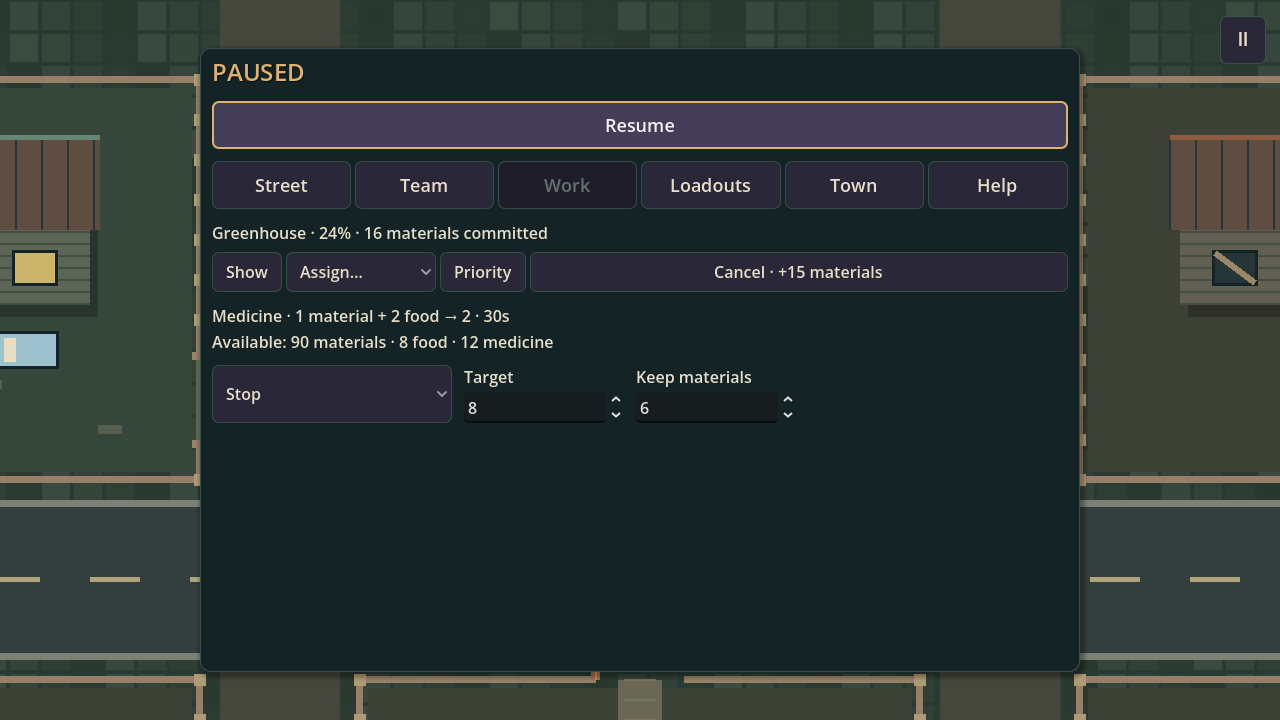 PAUSED
Resume
Street Team Work Loadouts Town Help
Greenhouse · 24% · 16 materials committed
Show Assign... Priority Cancel · +15 materials
Medicine · 1 material + 2 food → 2 · 30s
Available: 90 materials · 8 food · 12 medicine
Target Keep materials
Stop 8 6